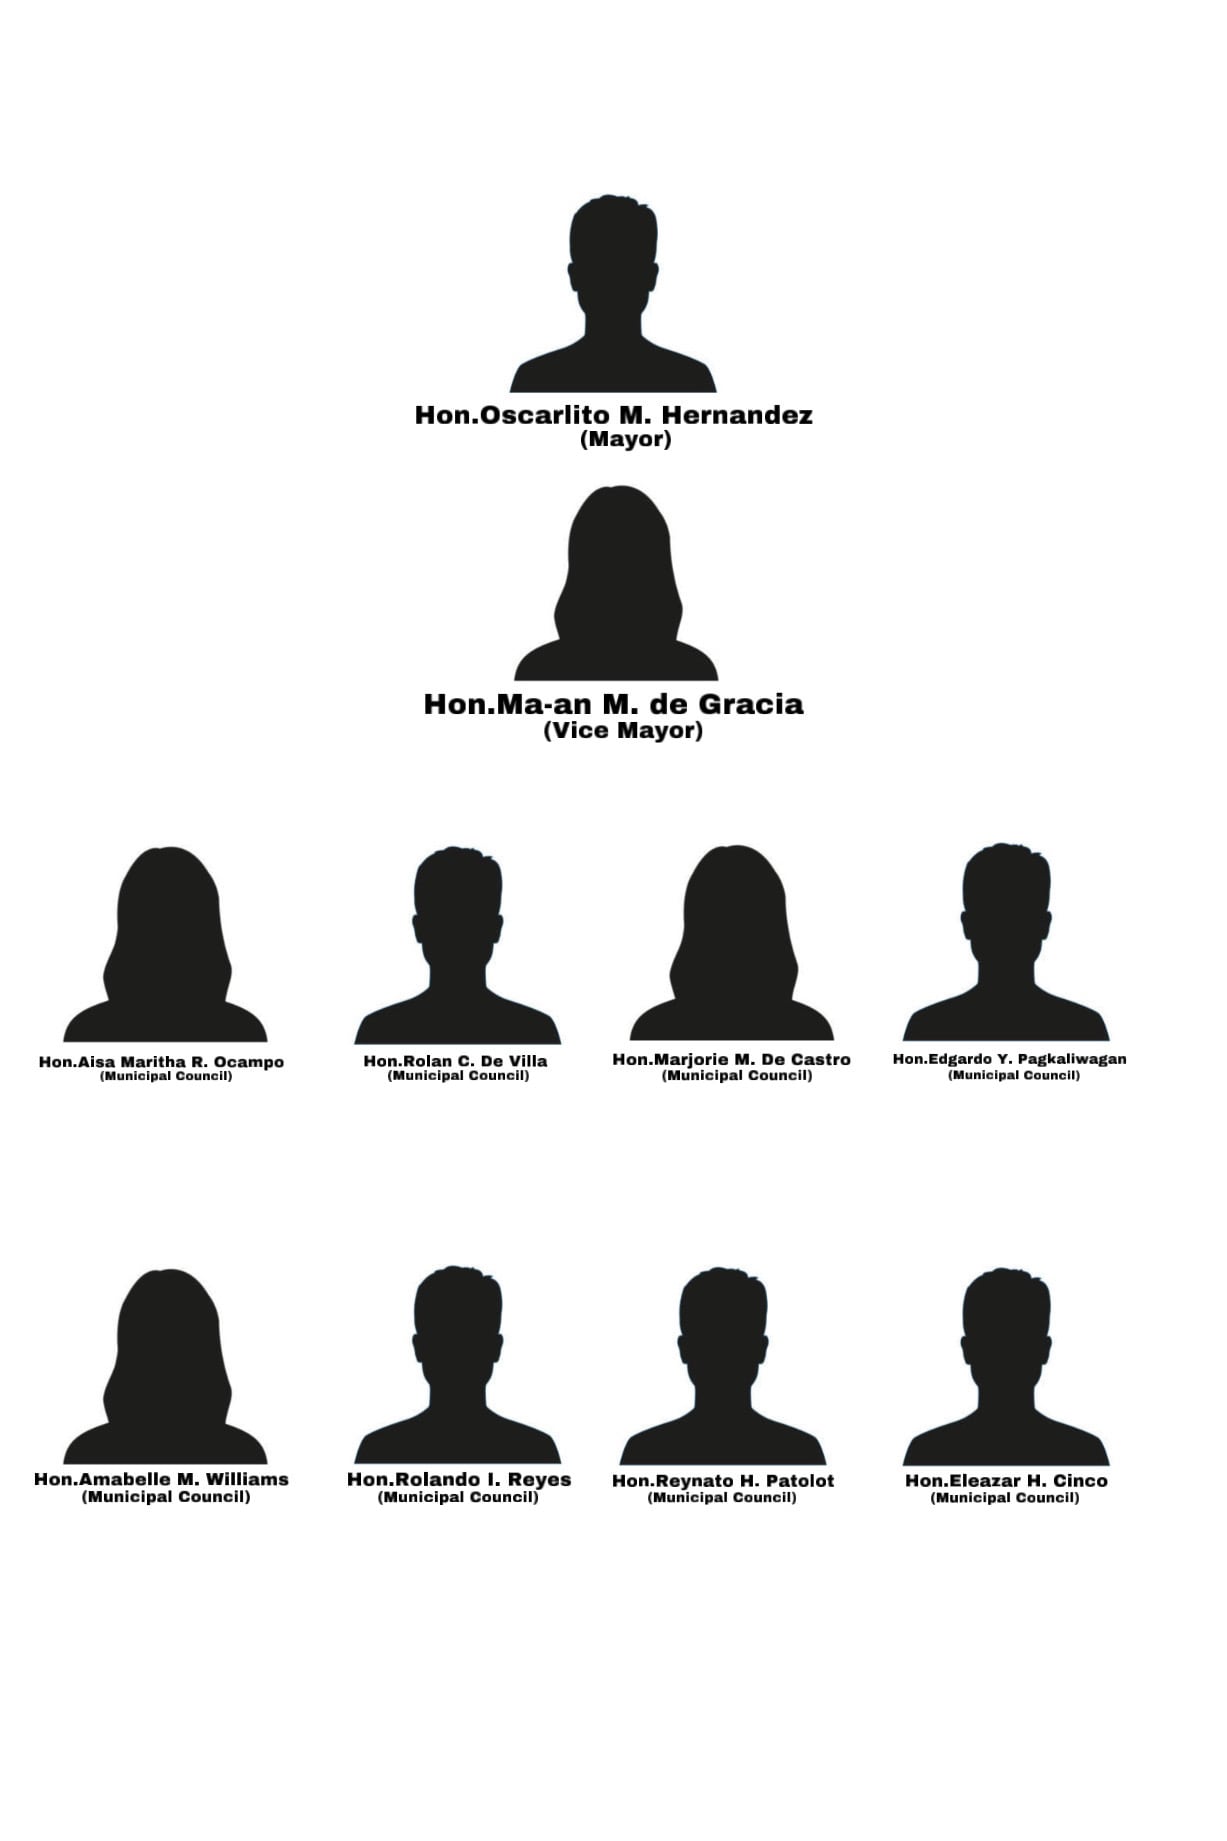 Hon.Oscarlito M. Hernandez
(Mayor)
Hon.Ma-an M. de Gracia
(Vice Mayor)
Hon.Aisa Maritha R. Ocampo
(Municipal Council)
Hon.Rolan C. De Villa
(Municipal Council)
Hon.Marjorie M. De Castro
(Municipal Council)
Hon.Edgardo Y. Pagkaliwagan
(Municipal Council)
Hon.Amabelle M. Williams
(Municipal Council)
Hon.Rolando I. Reyes
(Municipal Council)
Hon.Reynato H. Patolot
(Municipal Council)
Hon.Eleazar H. Cinco
(Municipal Council)